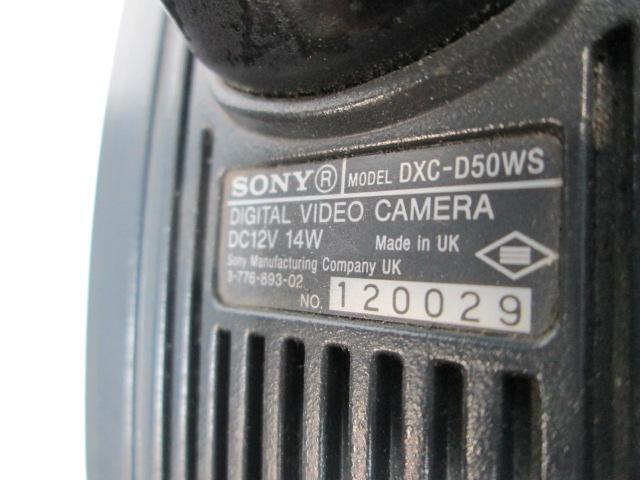 SONY® MODEL DXC-D50WS
DIGITAL VIDEO CAMERA
DC12V 14W Made in UK
Sony Manufacturing Company UK
3-776-893-02
NO. 120029